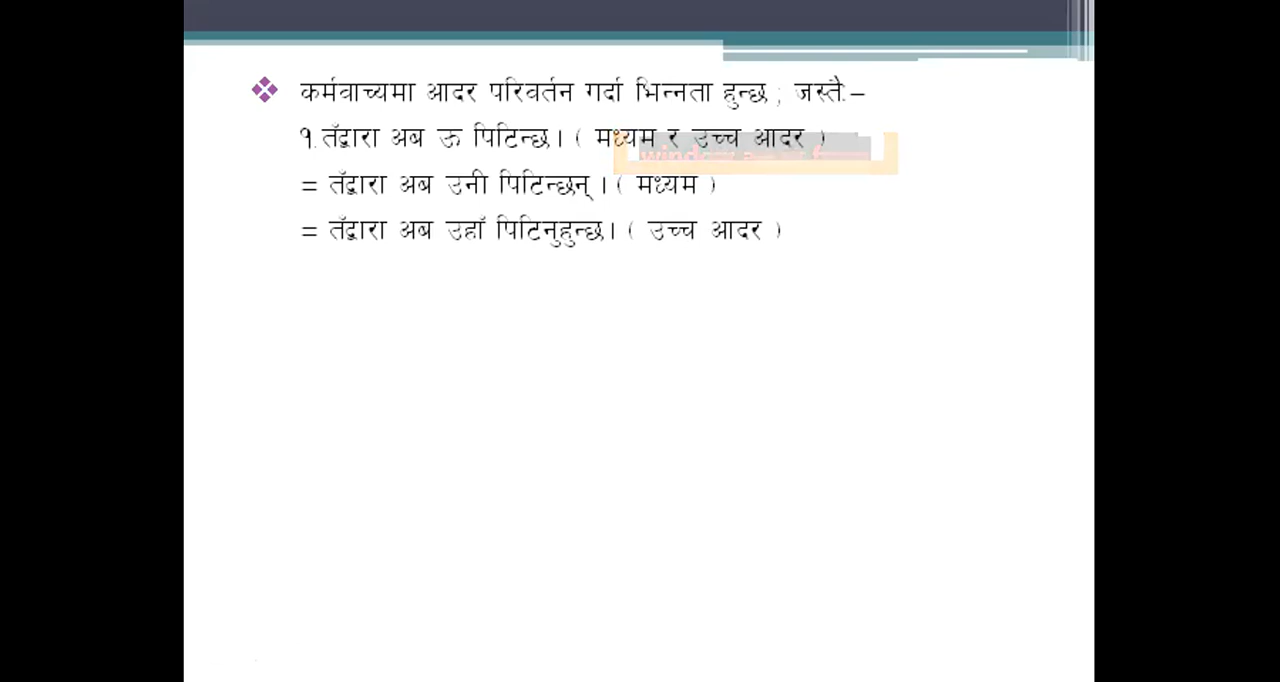 कर्मवाच्यमा आदर परिवर्तन गर्दा भिन्नता हुन्छ ; जस्तै:–
१.तँद्वारा अब ऊ पिटिन्छ। ( मध्यम र उच्च आदर )
= तँद्वारा अब उनी पिटिन्छन् । ( मध्यम )
= तँद्वारा अब उहाँ पिटिनुहुन्छ। ( उच्च आदर )